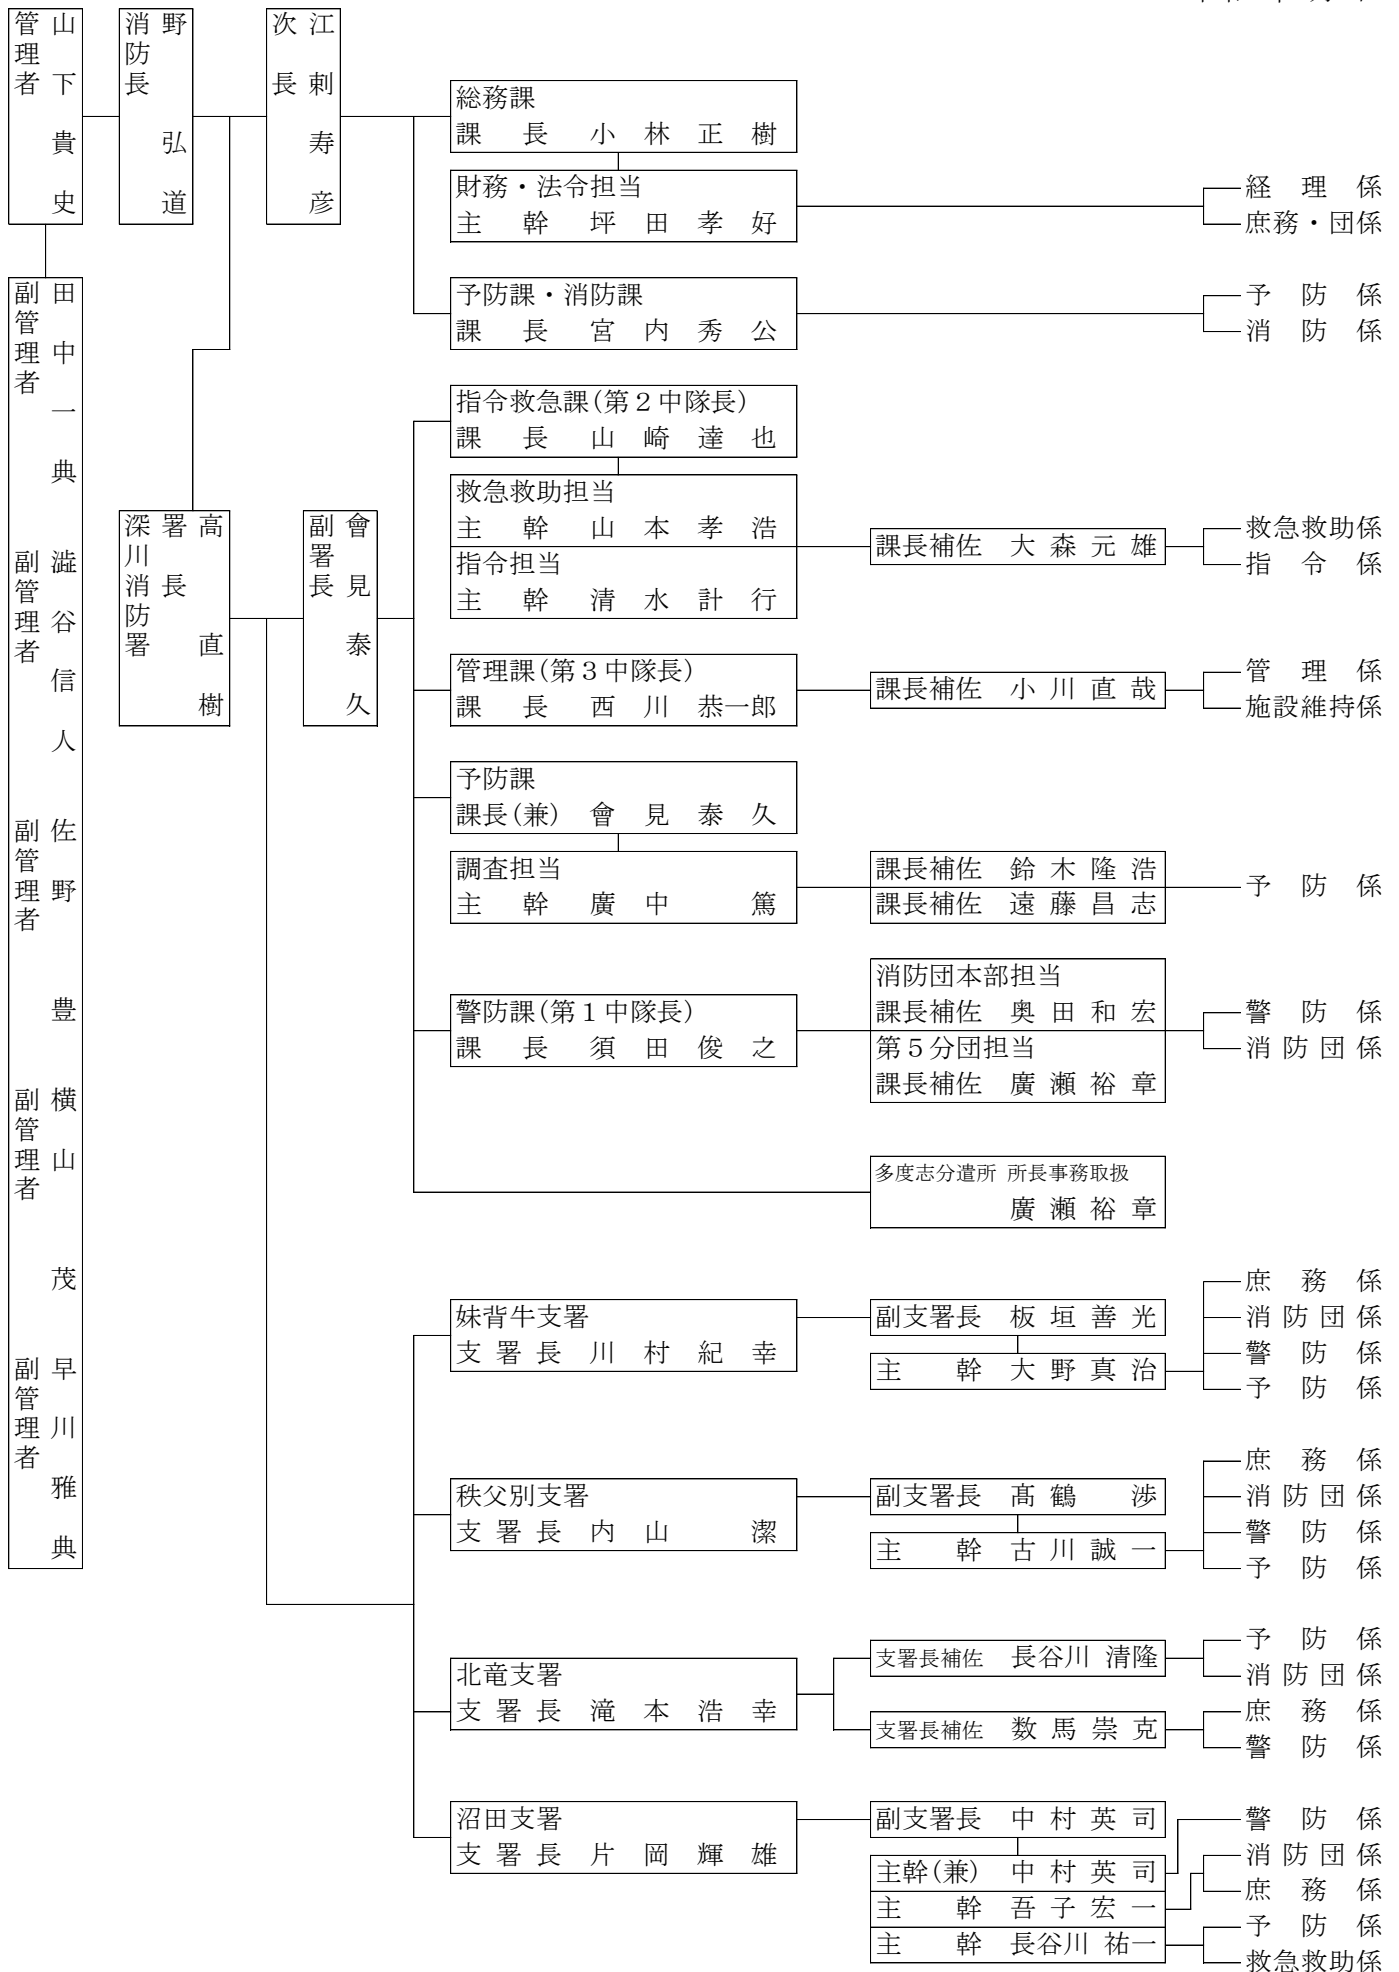 管理者 山下貴史
消防長 野 弘道
次長 江刺寿彦
副管理者 田中一典
副管理者 澁谷信人
副管理者 佐野 豊
副管理者 横山 茂
副管理者 早川雅典
総務課
課長 小林正樹
財務・法令担当
主幹 坪田孝好
経理係
庶務・団係
予防課・消防課
課長 宮内秀公
予防係
消防係
深川消防署
署長 高 直樹
副署長 會見泰久
指令救急課(第2中隊長)
課長 山崎達也
救急救助担当
主幹 山本孝浩
指令担当
主幹 清水計行
課長補佐 大森元雄
救急救助係
指令係
管理課(第3中隊長)
課長 西川恭一郎
課長補佐 小川直哉
管理係
施設維持係
予防課
課長(兼) 會見泰久
調査担当
主幹 廣中 篤
課長補佐 鈴木隆浩
課長補佐 遠藤昌志
予防係
警防課(第1中隊長)
課長 須田俊之
消防団本部担当
課長補佐 奥田和宏
第5分団担当
課長補佐 廣瀬裕章
警防係
消防団係
多度志分遣所 所長事務取扱
廣瀬裕章
妹背牛支署
支署長 川村紀幸
副支署長 板垣善光
主幹 大野真治
庶務係
消防団係
警防係
予防係
秩父別支署
支署長 内山 潔
副支署長 髙鶴 渉
主幹 古川誠一
庶務係
消防団係
警防係
予防係
北竜支署
支署長 滝本浩幸
支署長補佐 長谷川 清隆
支署長補佐 数馬崇克
予防係
消防団係
庶務係
警防係
沼田支署
支署長 片岡輝雄
副支署長 中村英司
主幹(兼) 中村英司
主幹 吾子宏一
主幹 長谷川 祐一
警防係
消防団係
庶務係
予防係
救急救助係